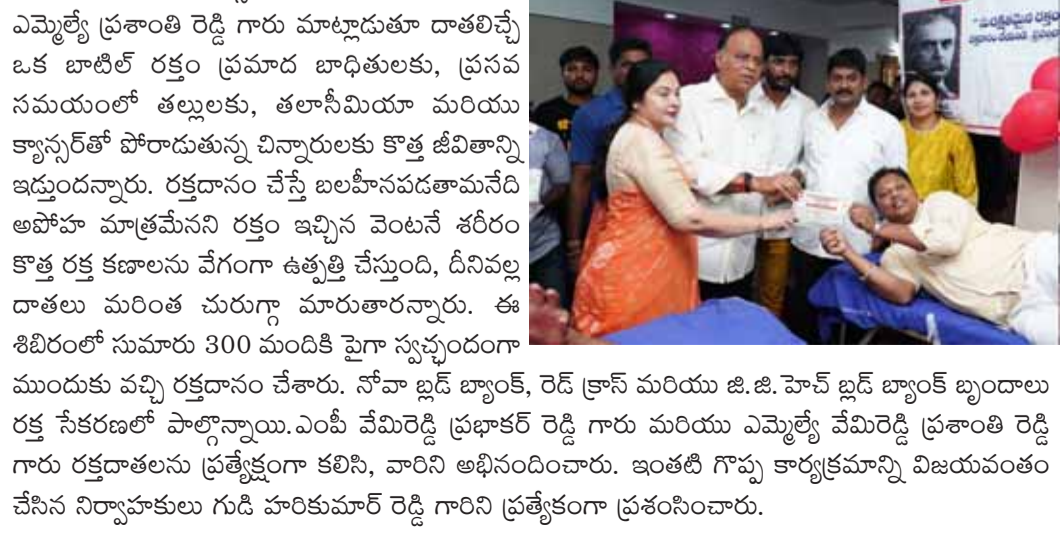 ఎమ్మెల్యే ప్రశాంతి రెడ్డి గారు మాట్లాడుతూ దాతలిచ్చే
ఒక బాటిల్ రక్తం ప్రమాద బాధితులకు, ప్రసవ
సమయంలో తల్లులకు, తలాసీమియా మరియు
క్యాన్సర్‌తో పోరాడుతున్న చిన్నారులకు కొత్త జీవితాన్ని
ఇడ్తుందన్నారు. రక్తదానం చేస్తే బలహీనపడతామనేది
అపోహ మాత్రమేనని రక్తం ఇచ్చిన వెంటనే శరీరం
కొత్త రక్త కణాలను వేగంగా ఉత్పత్తి చేస్తుంది, దీనివల్ల
దాతలు మరింత చురుగ్గా మారుతారన్నారు. ఈ
శిబిరంలో సుమారు 300 మందికి పైగా స్వచ్ఛందంగా
ముందుకు వచ్చి రక్తదానం చేశారు. నోవా బ్లడ్ బ్యాంక్, రెడ్ క్రాస్ మరియు జి.జి.హెచ్ బ్లడ్ బ్యాంక్ బృందాలు
రక్త సేకరణలో పాల్గొన్నాయి.ఎంపీ వేమిరెడ్డి ప్రభాకర్ రెడ్డి గారు మరియు ఎమ్మెల్యే వేమిరెడ్డి ప్రశాంతి రెడ్డి
గారు రక్తదాతలను ప్రత్యేక్షంగా కలిసి, వారిని అభినందించారు. ఇంతటి గొప్ప కార్యక్రమాన్ని విజయవంతం
చేసిన నిర్వాహకులు గుడి హరికుమార్ రెడ్డి గారిని ప్రత్యేకంగా ప్రశంసించారు.